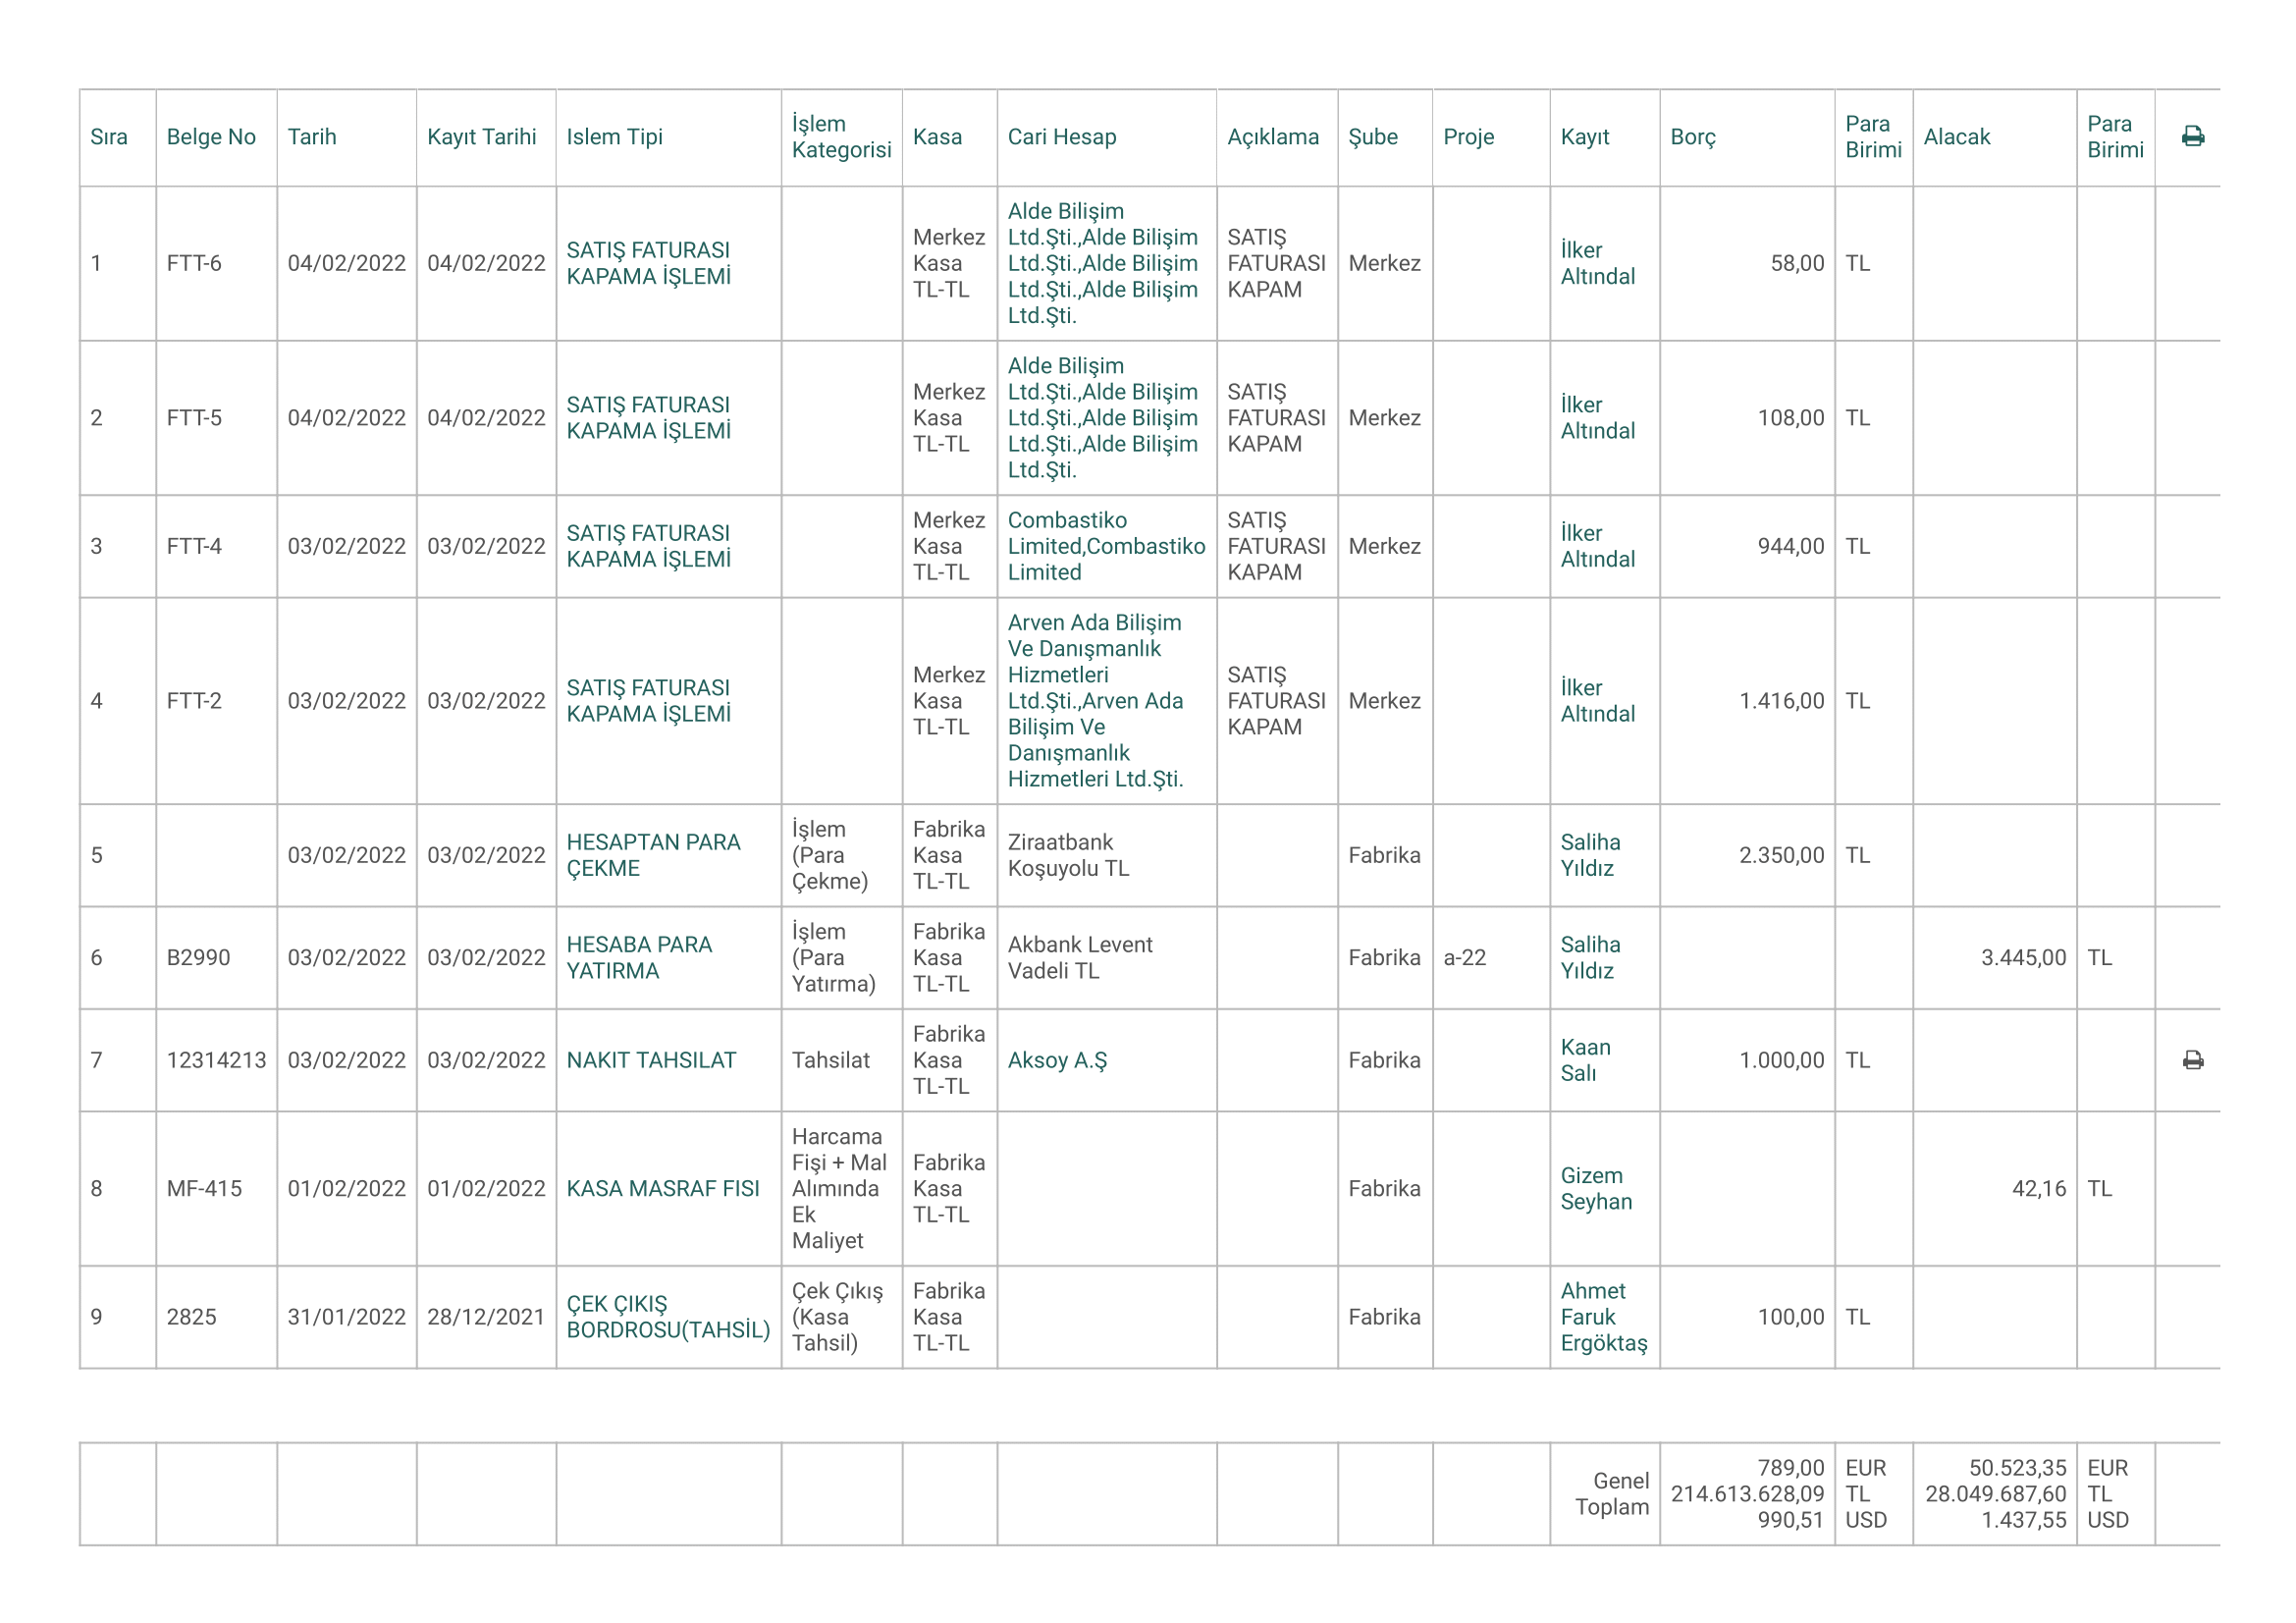 Sıra Belge No Tarih Kayıt Tarihi Islem Tipi İşlem Kategorisi Kasa Cari Hesap Açıklama Şube Proje Kayıt Borç Para Birimi Alacak Para Birimi
1 FTT-6 04/02/2022 04/02/2022 SATIŞ FATURASI KAPAMA İŞLEMİ Merkez Kasa TL-TL Alde Bilişim Ltd.Şti.,Alde Bilişim Ltd.Şti.,Alde Bilişim Ltd.Şti.,Alde Bilişim Ltd.Şti. SATIŞ FATURASI KAPAM Merkez İlker Altındal 58,00 TL
2 FTT-5 04/02/2022 04/02/2022 SATIŞ FATURASI KAPAMA İŞLEMİ Merkez Kasa TL-TL Alde Bilişim Ltd.Şti.,Alde Bilişim Ltd.Şti.,Alde Bilişim Ltd.Şti.,Alde Bilişim Ltd.Şti. SATIŞ FATURASI KAPAM Merkez İlker Altındal 108,00 TL
3 FTT-4 03/02/2022 03/02/2022 SATIŞ FATURASI KAPAMA İŞLEMİ Merkez Kasa TL-TL Combastiko Limited,Combastiko Limited SATIŞ FATURASI KAPAM Merkez İlker Altındal 944,00 TL
4 FTT-2 03/02/2022 03/02/2022 SATIŞ FATURASI KAPAMA İŞLEMİ Merkez Kasa TL-TL Arven Ada Bilişim Ve Danışmanlık Hizmetleri Ltd.Şti.,Arven Ada Bilişim Ve Danışmanlık Hizmetleri Ltd.Şti. SATIŞ FATURASI KAPAM Merkez İlker Altındal 1.416,00 TL
5 03/02/2022 03/02/2022 HESAPTAN PARA ÇEKME İşlem (Para Çekme) Fabrika Kasa TL-TL Ziraatbank Koşuyolu TL Fabrika Saliha Yıldız 2.350,00 TL
6 B2990 03/02/2022 03/02/2022 HESABA PARA YATIRMA İşlem (Para Yatırma) Fabrika Kasa TL-TL Akbank Levent Vadeli TL Fabrika a-22 Saliha Yıldız 3.445,00 TL
7 12314213 03/02/2022 03/02/2022 NAKIT TAHSILAT Tahsilat Fabrika Kasa TL-TL Aksoy A.Ş Fabrika Kaan Salı 1.000,00 TL
8 MF-415 01/02/2022 01/02/2022 KASA MASRAF FISI Harcama Fişi + Mal Alımında Ek Maliyet Fabrika Kasa TL-TL Fabrika Gizem Seyhan 42,16 TL
9 2825 31/01/2022 28/12/2021 ÇEK ÇIKIŞ BORDROSU(TAHSİL) Çek Çıkış (Kasa Tahsil) Fabrika Kasa TL-TL Fabrika Ahmet Faruk Ergöktaş 100,00 TL
Genel Toplam
789,00 EUR 50.523,35 EUR
214.613.628,09 TL 28.049.687,60 TL
990,51 USD 1.437,55 USD